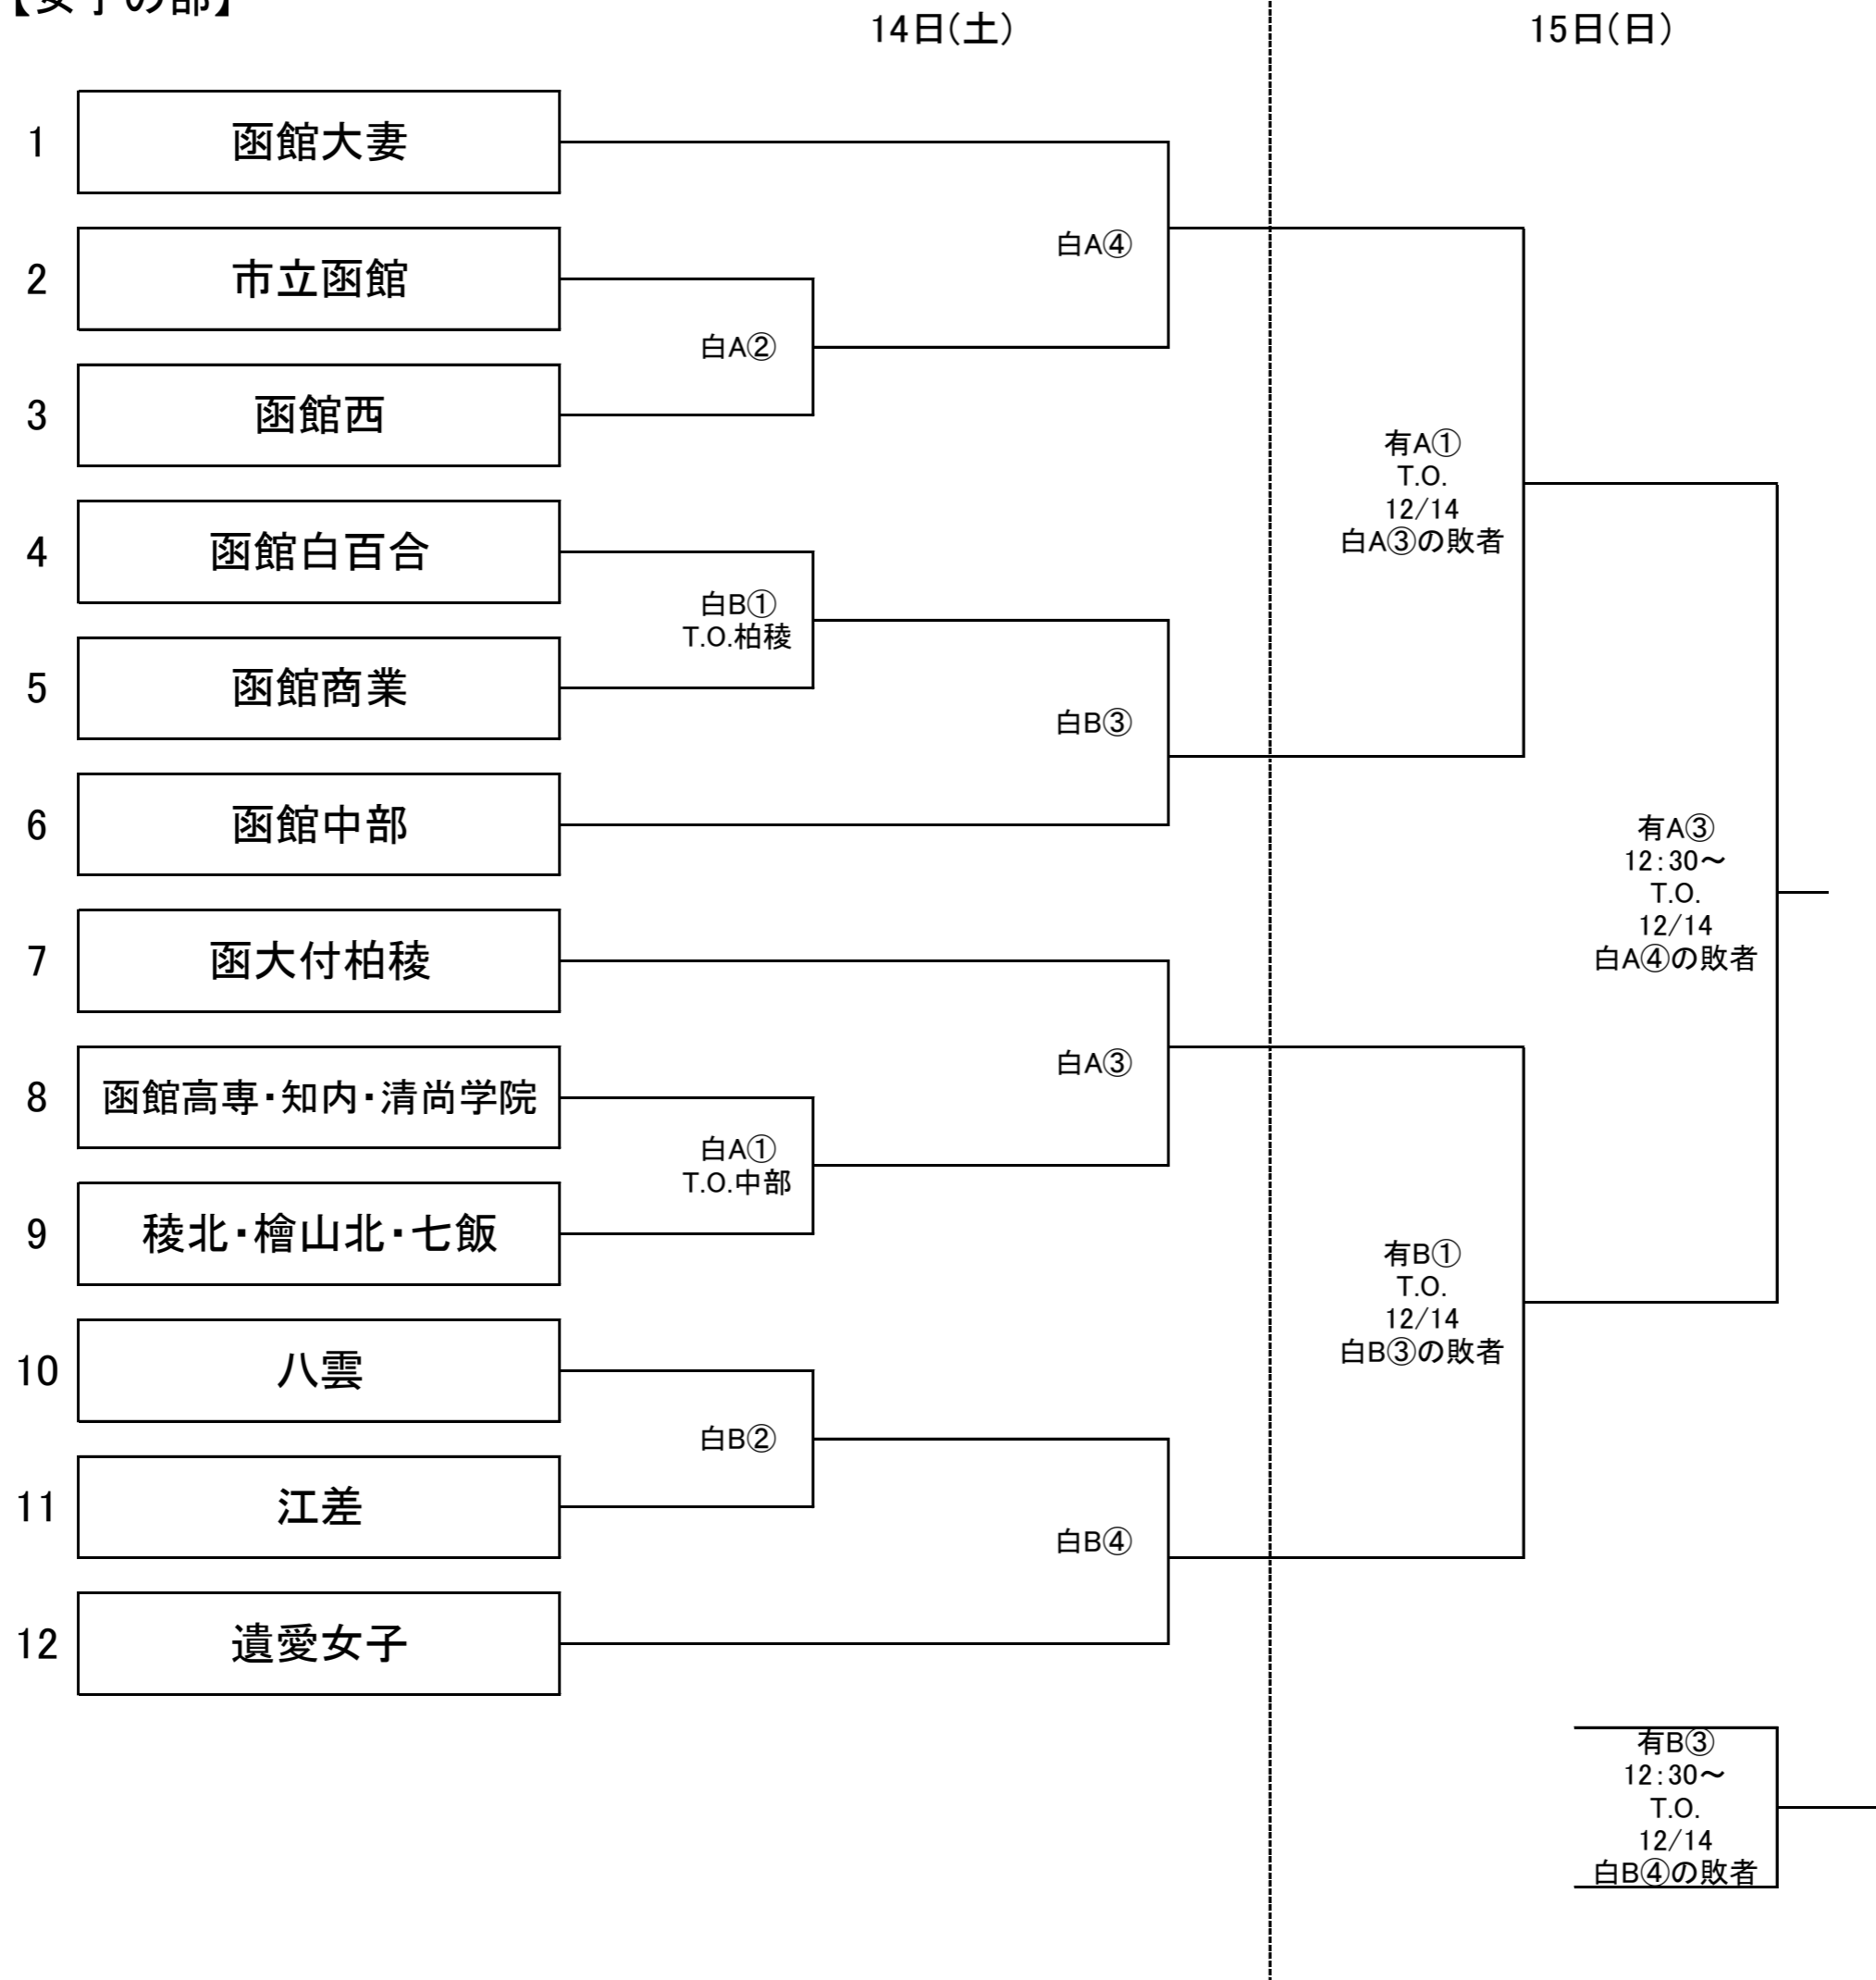 【女子の部】
14日(土)
15日(日)
1
函館大妻
2
市立函館
3
函館西
4
函館白百合
5
函館商業
6
函館中部
7
函大付柏稜
8
函館高専・知内・清尚学院
9
稜北・檜山北・七飯
10
八雲
11
江差
12
遺愛女子
白A②
白B①
T.O.柏稜
白A①
T.O.中部
白B②
白A④
白B③
白A③
白B④
有A①
T.O.
12/14
白A③の敗者
有B①
T.O.
12/14
白B③の敗者
有A③
12:30～
T.O.
12/14
白A④の敗者
有B③
12:30～
T.O.
12/14
白B④の敗者